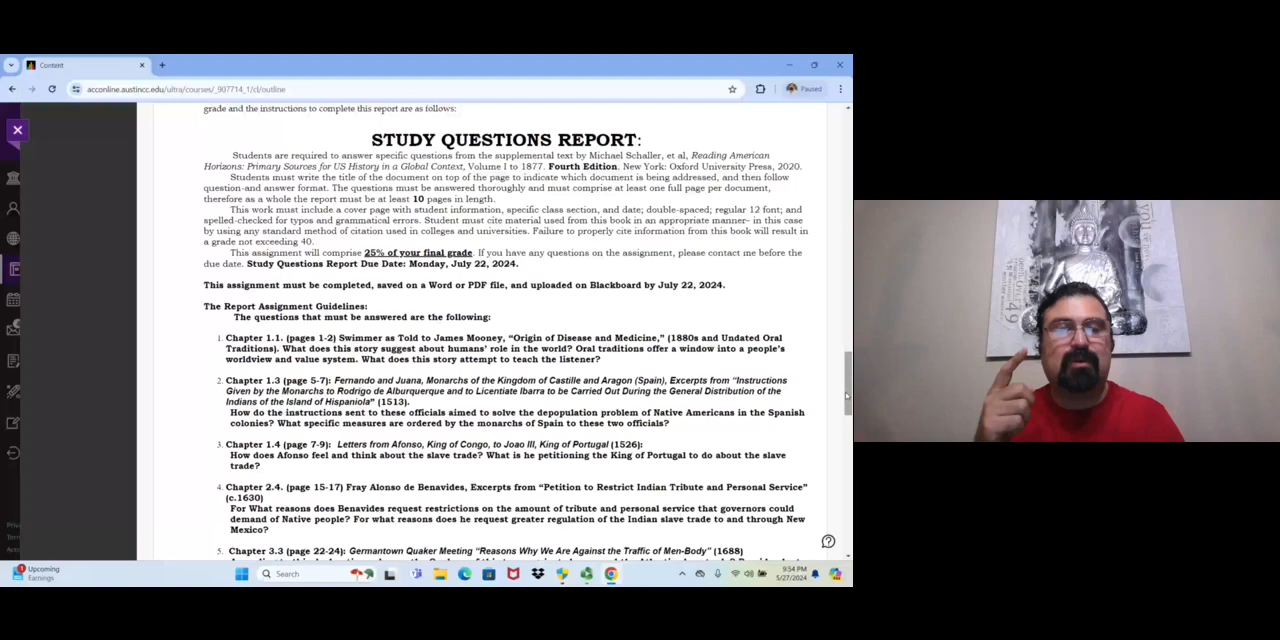 Content
acconline.austincc.edu/ultra/courses/_907714_1/cl/outline
Paused
grade and the instructions to complete this report are as follows:
STUDY QUESTIONS REPORT:
Students are required to answer specific questions from the supplemental text by Michael Schaller, et al, Reading American
Horizons: Primary Sources for US History in a Global Context, Volume I to 1877. Fourth Edition. New York: Oxford University Press, 2020.
Students must write the title of the document on top of the page to indicate which document is being addressed, and then follow
question-and answer format. The questions must be answered thoroughly and must comprise at least one full page per document,
therefore as a whole the report must be at least 10 pages in length.
This work must include a cover page with student information, specific class section, and date; double-spaced; regular 12 font; and
spelled-checked for typos and grammatical errors. Student must cite material used from this book in an appropriate manner– in this case
by using any standard method of citation used in colleges and universities. Failure to properly cite information from this book will result in
a grade not exceeding 40.
This assignment will comprise 25% of your final grade. If you have any questions on the assignment, please contact me before the
due date. Study Questions Report Due Date: Monday, July 22, 2024.
This assignment must be completed, saved on a Word or PDF file, and uploaded on Blackboard by July 22, 2024.
The Report Assignment Guidelines:
The questions that must be answered are the following:
1. Chapter 1.1. (pages 1-2) Swimmer as Told to James Mooney, “Origin of Disease and Medicine,” (1880s and Undated Oral
Traditions). What does this story suggest about humans’ role in the world? Oral traditions offer a window into a people’s
worldview and value system. What does this story attempt to teach the listener?
2. Chapter 1.3 (page 5-7): Fernando and Juana, Monarchs of the Kingdom of Castille and Aragon (Spain), Excerpts from “Instructions
Given by the Monarchs to Rodrigo de Alburquerque and to Licentiate Ibarra to be Carried Out During the General Distribution of the
Indians of the Island of Hispaniola” (1513).
How do the instructions sent to these officials aimed to solve the depopulation problem of Native Americans in the Spanish
colonies? What specific measures are ordered by the monarchs of Spain to these two officials?
3. Chapter 1.4 (page 7-9): Letters from Afonso, King of Congo, to Joao III, King of Portugal (1526):
How does Afonso feel and think about the slave trade? What is he petitioning the King of Portugal to do about the slave
trade?
4. Chapter 2.4. (page 15-17) Fray Alonso de Benavides, Excerpts from “Petition to Restrict Indian Tribute and Personal Service”
(c.1630)
For What reasons does Benavides request restrictions on the amount of tribute and personal service that governors could
demand of Native people? For what reasons does he request greater regulation of the Indian slave trade to and through New
Mexico?
5. Chapter 3.3 (page 22-24): Germantown Quaker Meeting “Reasons Why We Are Against the Traffic of Men-Body” (1688)
Priv
Term
Acc
1
Upcoming
Earnings
Search
9:54 PM
5/27/2024